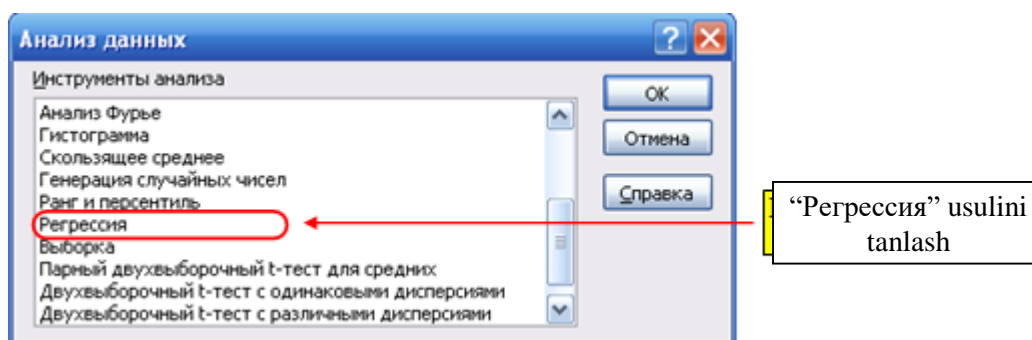 Анализ данных
Инструменты анализа
Анализ Фурье
Гистограмма
Скользящее среднее
Генерация случайных чисел
Ранг и персентиль
Регрессия
Выборка
Парный двухвыборочный t-тест для средних
Двухвыборочный t-тест с одинаковыми дисперсиями
Двухвыборочный t-тест с различными дисперсиями
OK
Отмена
Справка
“Регрессия” usulini
tanlash